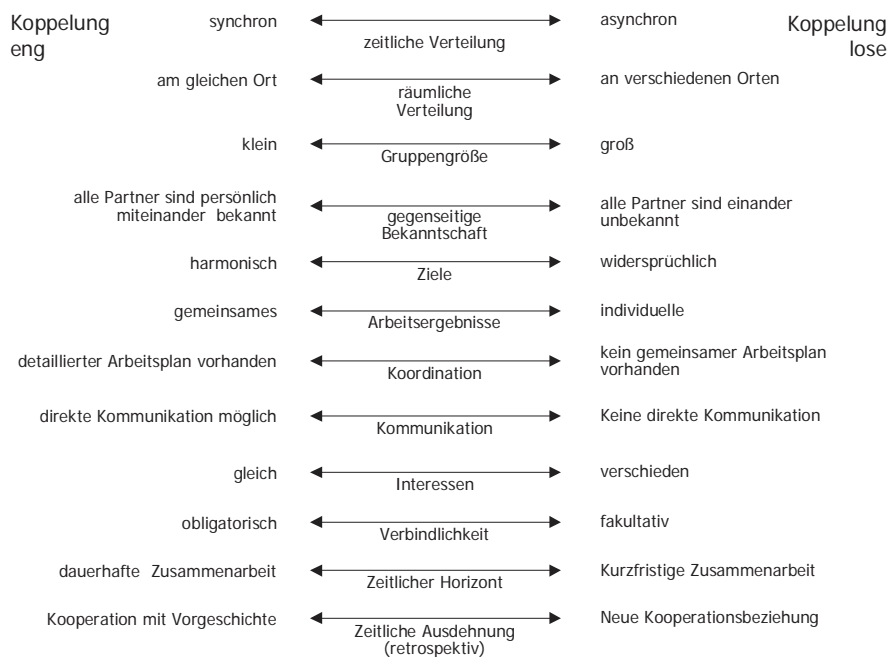 Koppelung
eng
Koppelung
lose
synchron
zeitliche Verteilung
asynchron
am gleichen Ort
räumliche
Verteilung
an verschiedenen Orten
klein
Gruppengröße
groß
alle Partner sind persönlich
miteinander bekannt
gegenseitige
Bekanntschaft
alle Partner sind einander
unbekannt
harmonisch
Ziele
widersprüchlich
gemeinsames
Arbeitsergebnisse
individuelle
detaillierter Arbeitsplan vorhanden
Koordination
kein gemeinsamer Arbeitsplan
vorhanden
direkte Kommunikation möglich
Kommunikation
Keine direkte Kommunikation
gleich
Interessen
verschieden
obligatorisch
Verbindlichkeit
fakultativ
dauerhafte Zusammenarbeit
Zeitlicher Horizont
Kurzfristige Zusammenarbeit
Kooperation mit Vorgeschichte
Zeitliche Ausdehnung
(retrospektiv)
Neue Kooperationsbeziehung